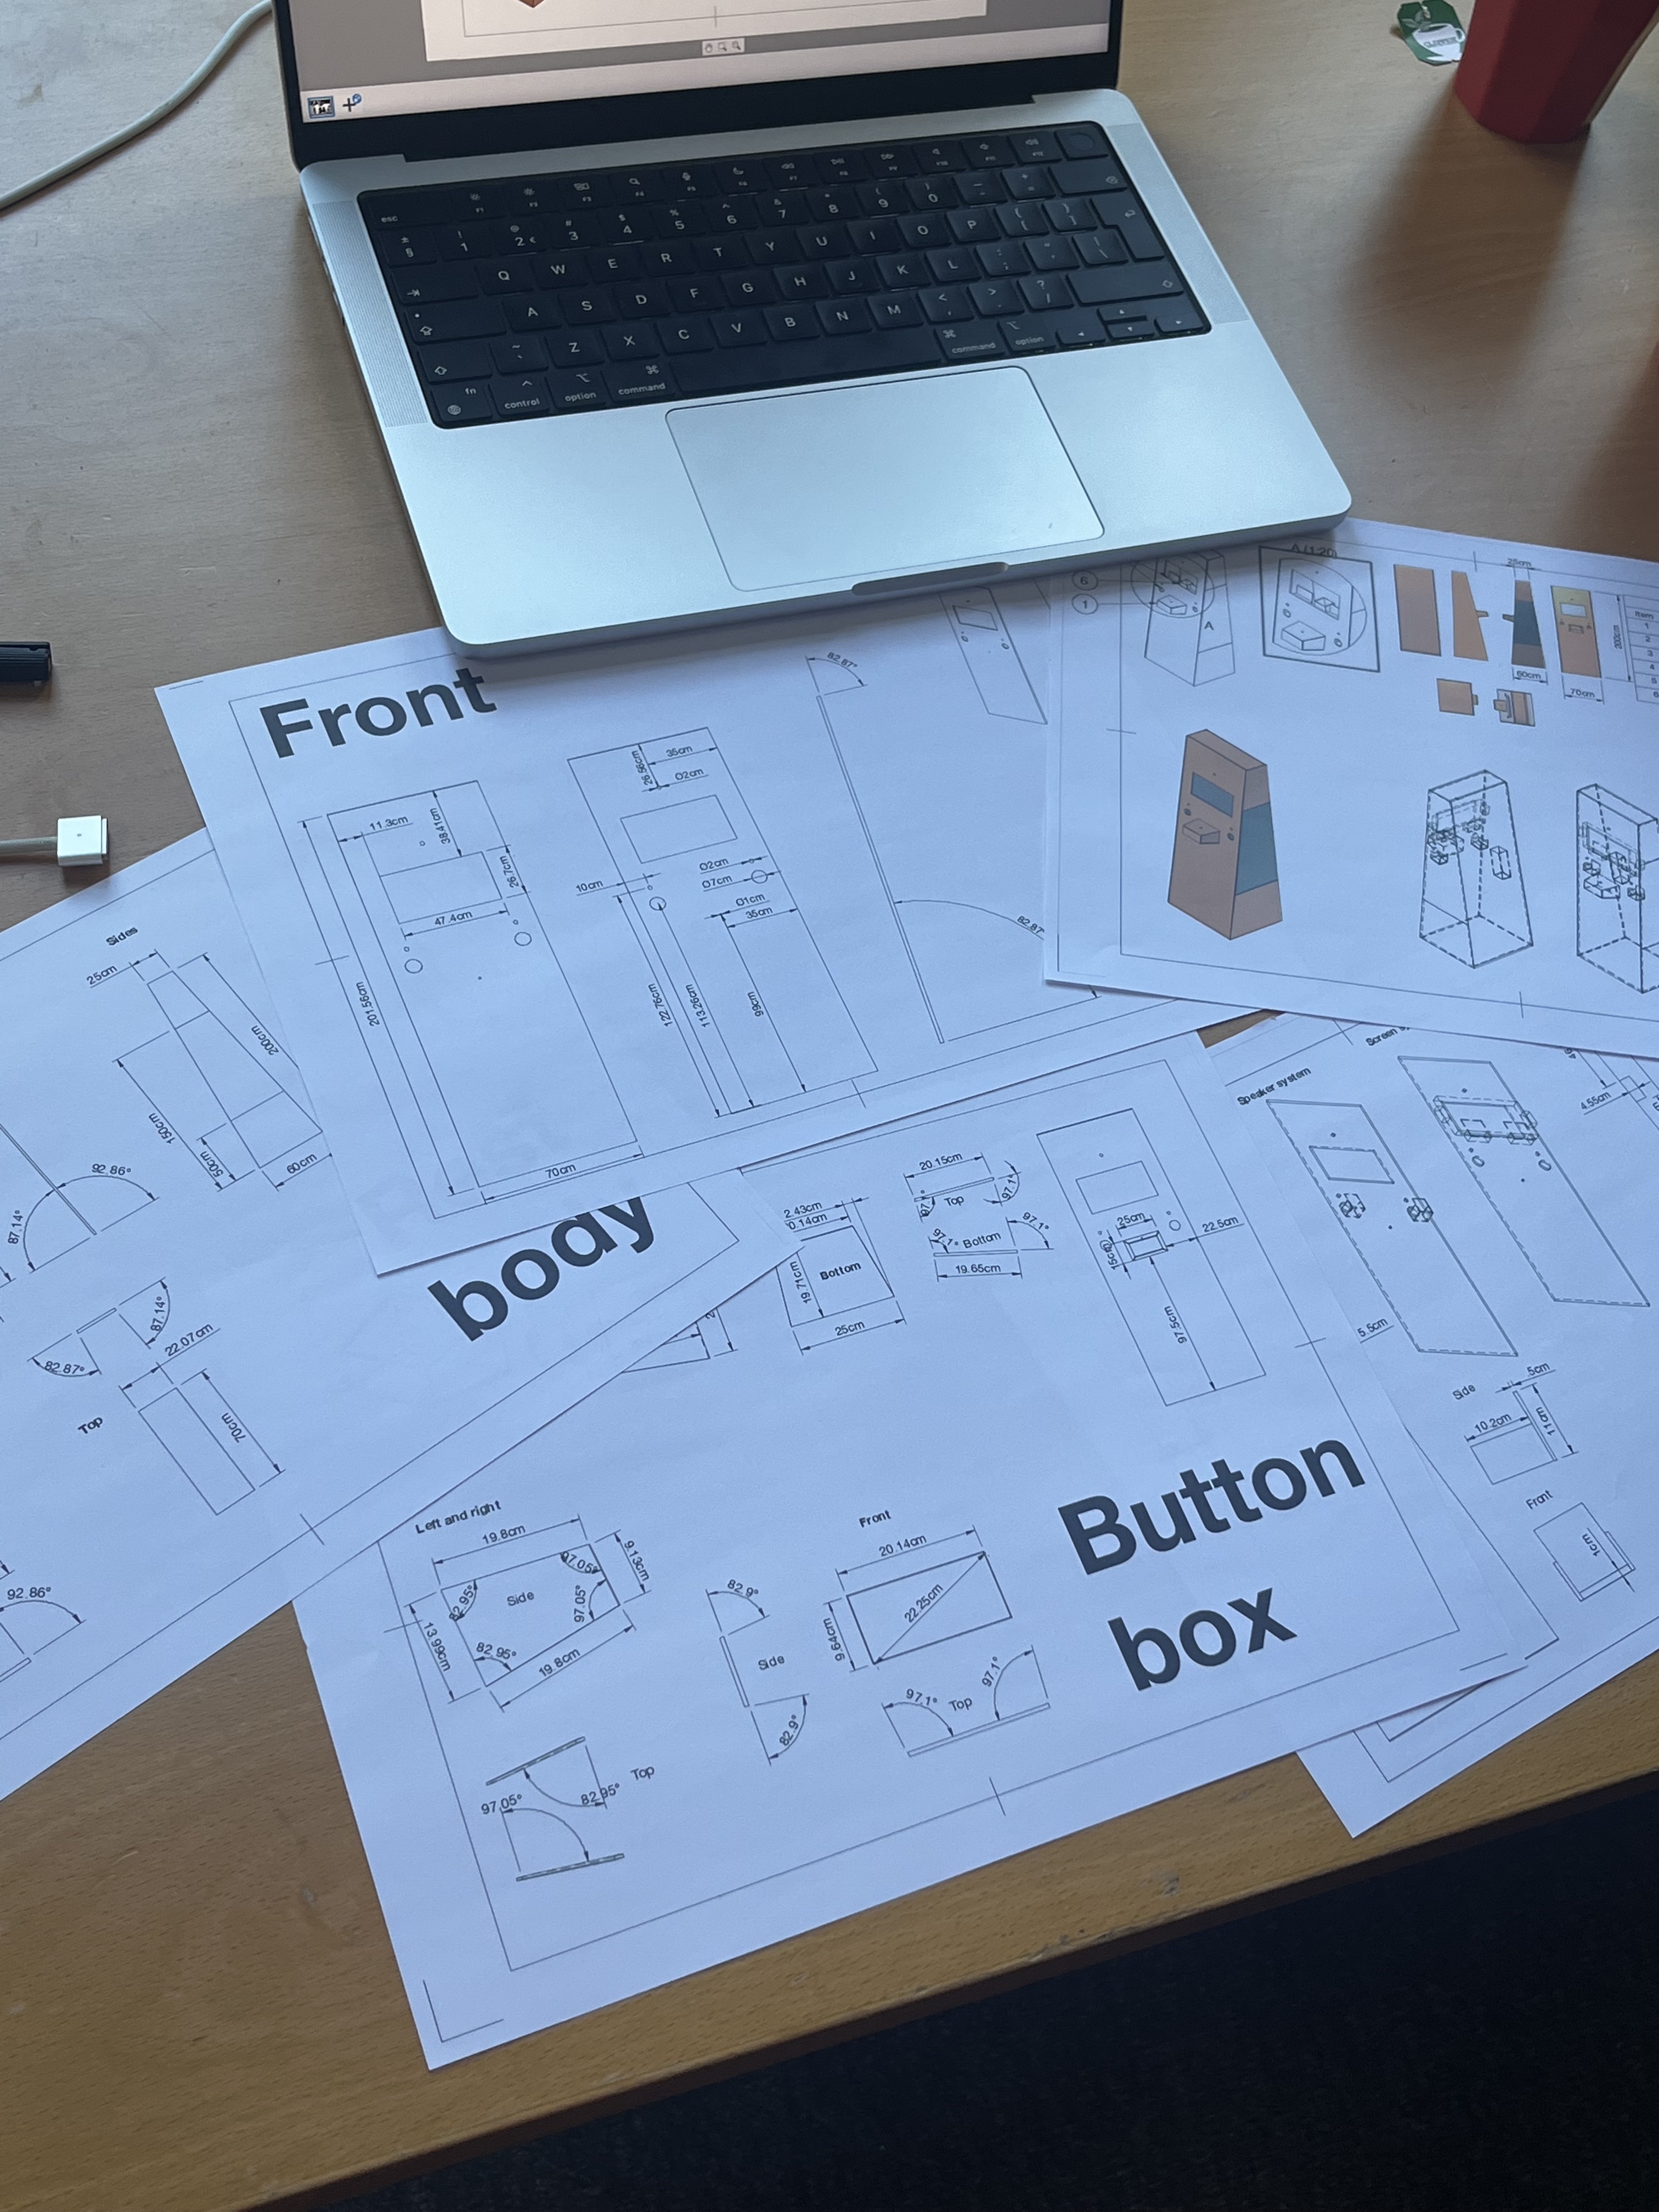 esc
F1
F2
F3
F4
F5
F6
F7
F8
F9
F10
F11
F12
± §
! 1
2 €
# 3
$ 4
% 5
^ 6
& 7
* 8
( 9
) 0
Q W E R T Y U I O P { [ } ]
A S D F G H J K L
~ ` Z X C V B N M < , > . ? /
fn
control
option
command
command
option
Front
11.3cm
38.41cm
26.7cm
47.4cm
201.56cm
70cm
26.56cm
35cm
O2cm
10cm
O2cm
O7cm
O1cm
35cm
122.76cm
113.26cm
99cm
82.87°
82.87
6
1
A (1:20)
A
25cm
60cm
200cm
70cm
Item
1
2
3
4
5
6
Sides
25cm
200cm
150cm
50cm
60cm
92.86°
87.14°
87.14°
82.87°
22.07cm
Top
70cm
92.86°
body
2.43cm
0.14cm
19.71cm
Bottom
25cm
20.15cm
97.1°
Top
97.1°
Bottom
97.1°
19.65cm
25cm
15cm
22.5cm
97.5cm
Speaker system
Screen
4.55cm
5.5cm
Side
.5cm
10.2cm
11cm
Front
1cm
Left and right
19.8cm
9.13cm
97.05°
82.95°
Side
97.05°
13.99cm
82.95°
19.8cm
97.05°
82.95°
Top
82.9°
Side
82.9°
Front
20.14cm
22.25cm
9.64cm
97.1°
Top
97.1°
Button
box